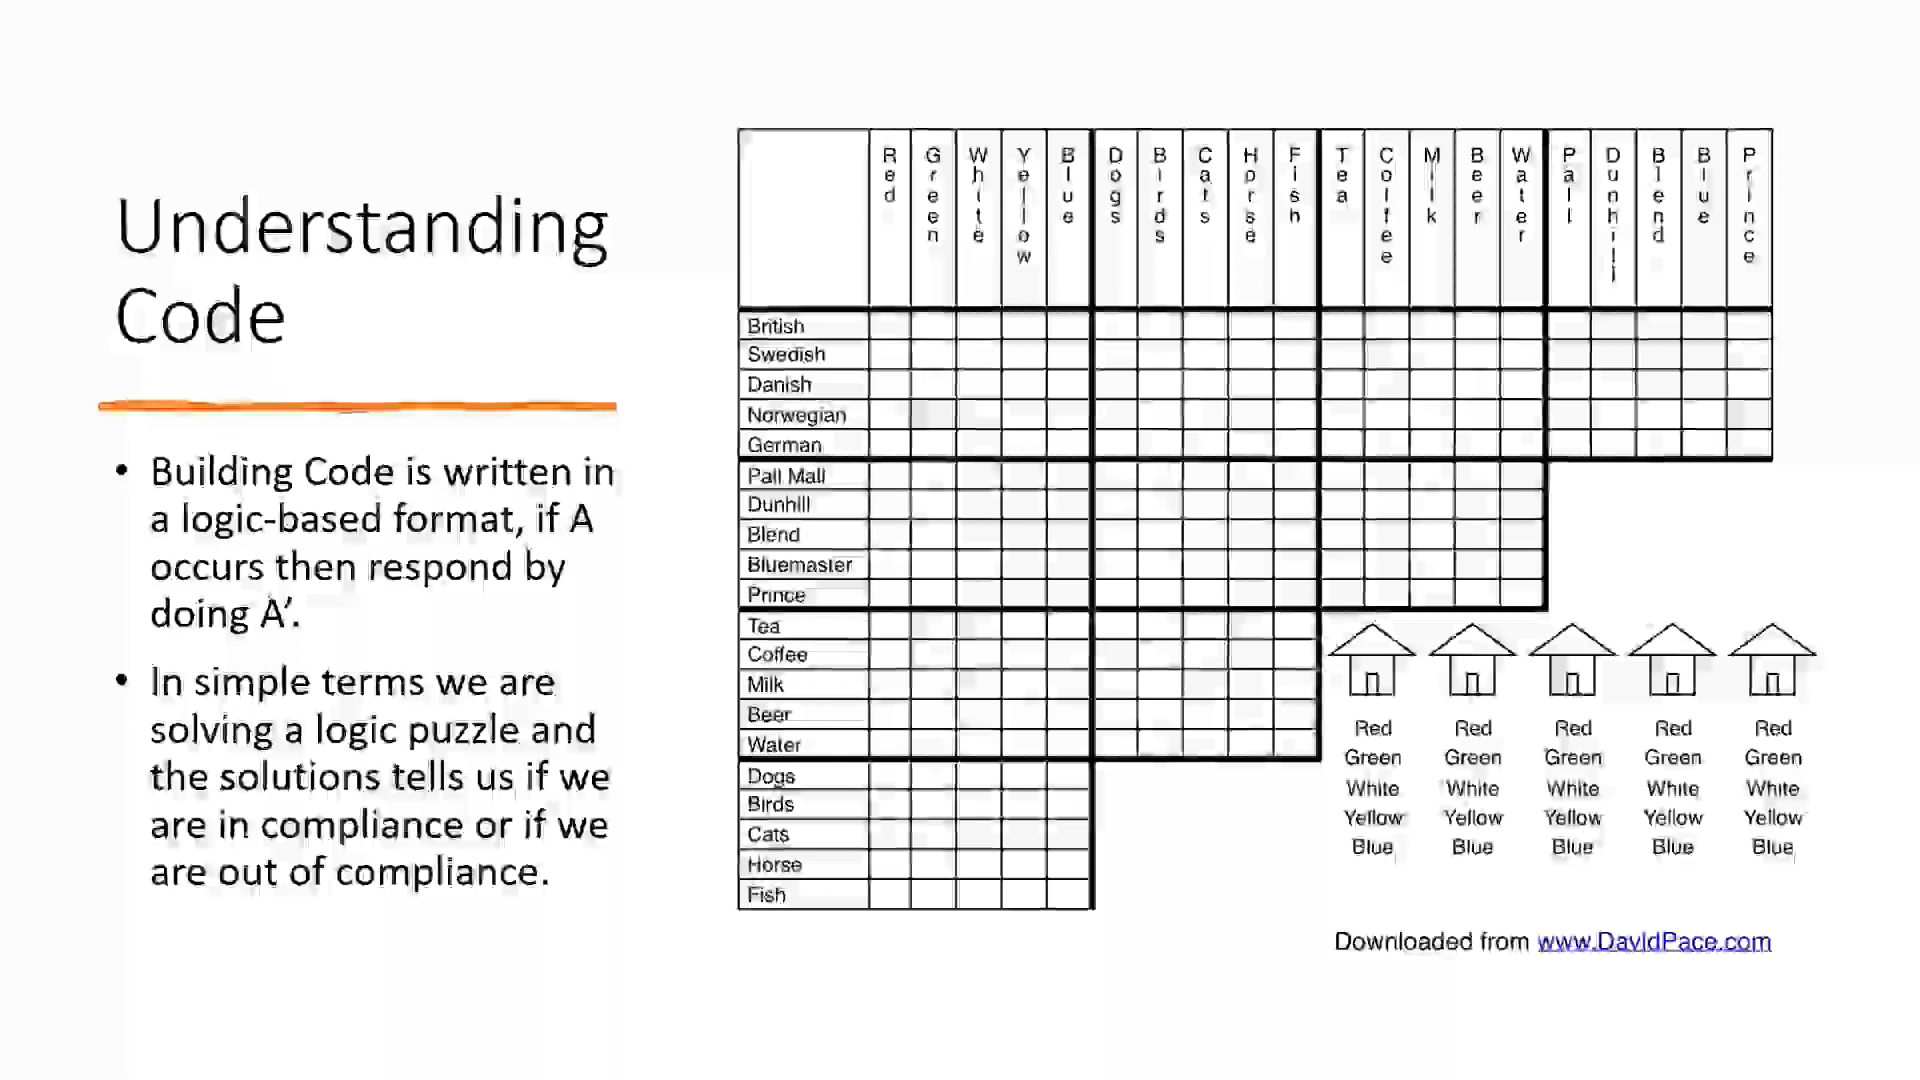 Understanding
Code
• Building Code is written in
a logic-based format, if A
occurs then respond by
doing A’.
• In simple terms we are
solving a logic puzzle and
the solutions tells us if we
are in compliance or if we
are out of compliance.
Red Green White Yellow Blue Dogs Birds Cats Horse Fish Tea Coffee Milk Beer Water Pall Dunhill Blend Blue Prince
British
Swedish
Danish
Norwegian
German
Pall Mall
Dunhill
Blend
Bluemaster
Prince
Tea
Coffee
Milk
Beer
Water
Dogs
Birds
Cats
Horse
Fish
Red Red Red Red Red
Green Green Green Green Green
White White White White White
Yellow Yellow Yellow Yellow Yellow
Blue Blue Blue Blue Blue
Downloaded from www.DavidPace.com